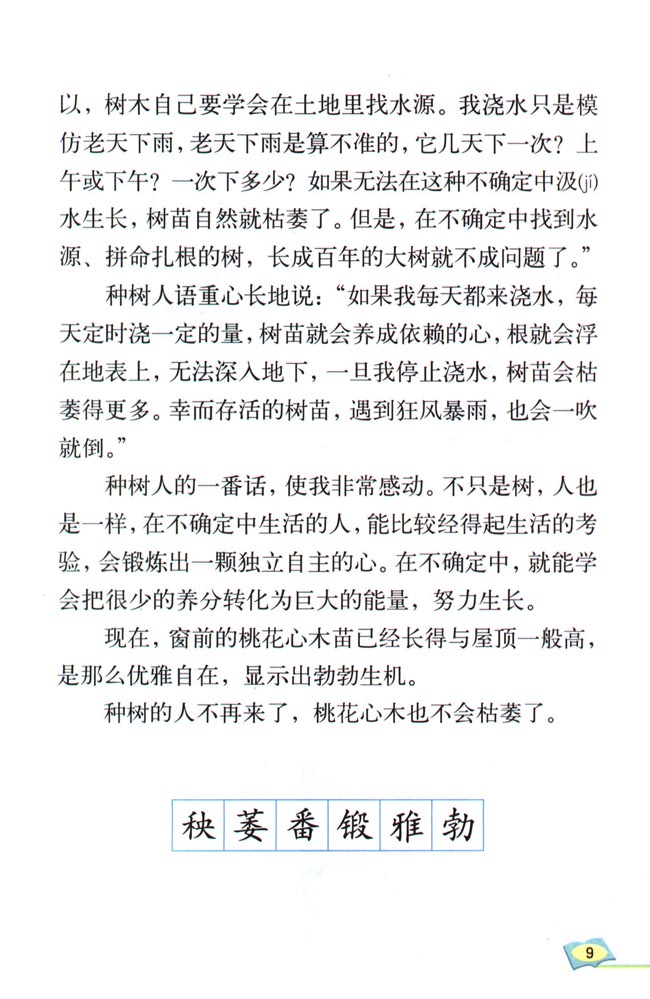 以，树木自己要学会在土地里找水源。我浇水只是模
仿老天下雨，老天下雨是算不准的，它几天下一次？上
午或下午？一次下多少？如果无法在这种不确定中汲(jí)
水生长，树苗自然就枯萎了。但是，在不确定中找到水
源、拼命扎根的树，长成百年的大树就不成问题了。”
种树人语重心长地说：“如果我每天都来浇水，每
天定时浇一定的量，树苗就会养成依赖的心，根就会浮
在地表上，无法深入地下，一旦我停止浇水，树苗会枯
萎得更多。幸而存活的树苗，遇到狂风暴雨，也会一吹
就倒。”
种树人的一番话，使我非常感动。不只是树，人也
是一样，在不确定中生活的人，能比较经得起生活的考
验，会锻炼出一颗独立自主的心。在不确定中，就能学
会把很少的养分转化为巨大的能量，努力生长。
现在，窗前的桃花心木苗已经长得与屋顶一般高，
是那么优雅自在，显示出勃勃生机。
种树的人不再来了，桃花心木也不会枯萎了。
秧萎番锻雅勃
9